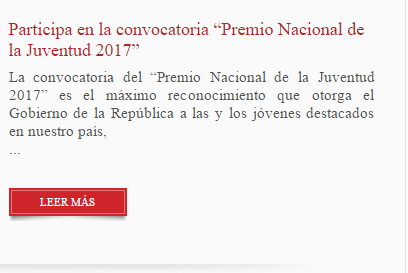 Participa en la convocatoria “Premio Nacional de
la Juventud 2017”
La convocatoria del “Premio Nacional de la Juventud
2017” es el máximo reconocimiento que otorga el
Gobierno de la República a las y los jóvenes destacados
en nuestro país,
...
LEER MÁS